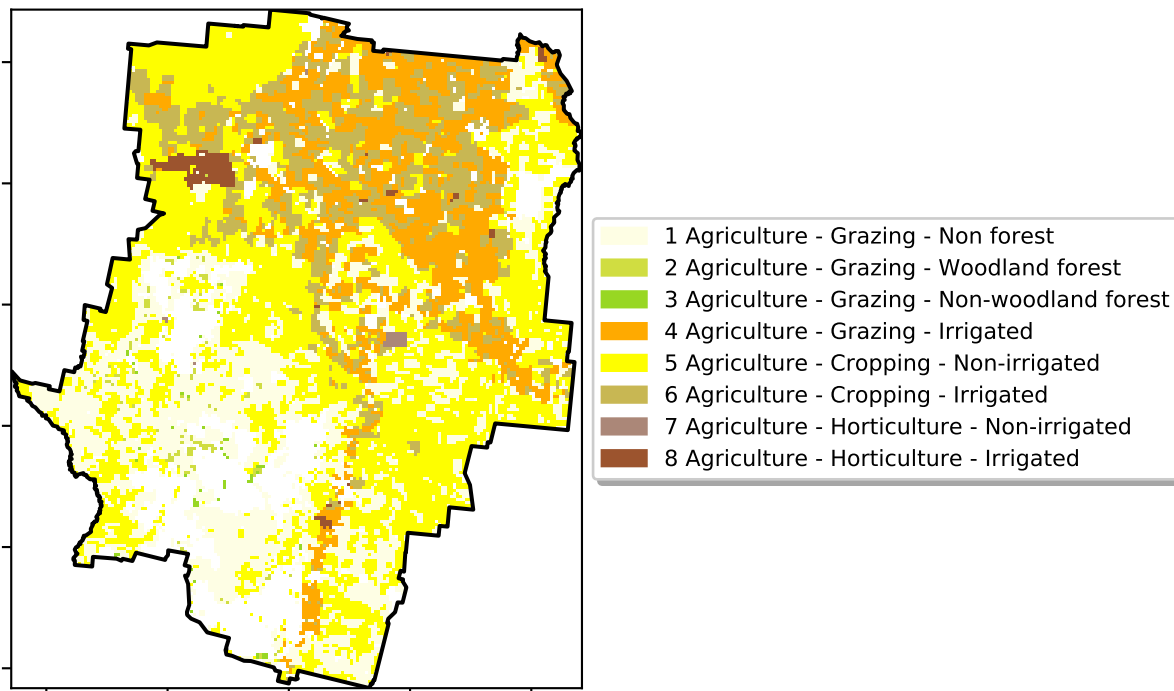 1 Agriculture - Grazing - Non forest
2 Agriculture - Grazing - Woodland forest
3 Agriculture - Grazing - Non-woodland forest
4 Agriculture - Grazing - Irrigated
5 Agriculture - Cropping - Non-irrigated
6 Agriculture - Cropping - Irrigated
7 Agriculture - Horticulture - Non-irrigated
8 Agriculture - Horticulture - Irrigated